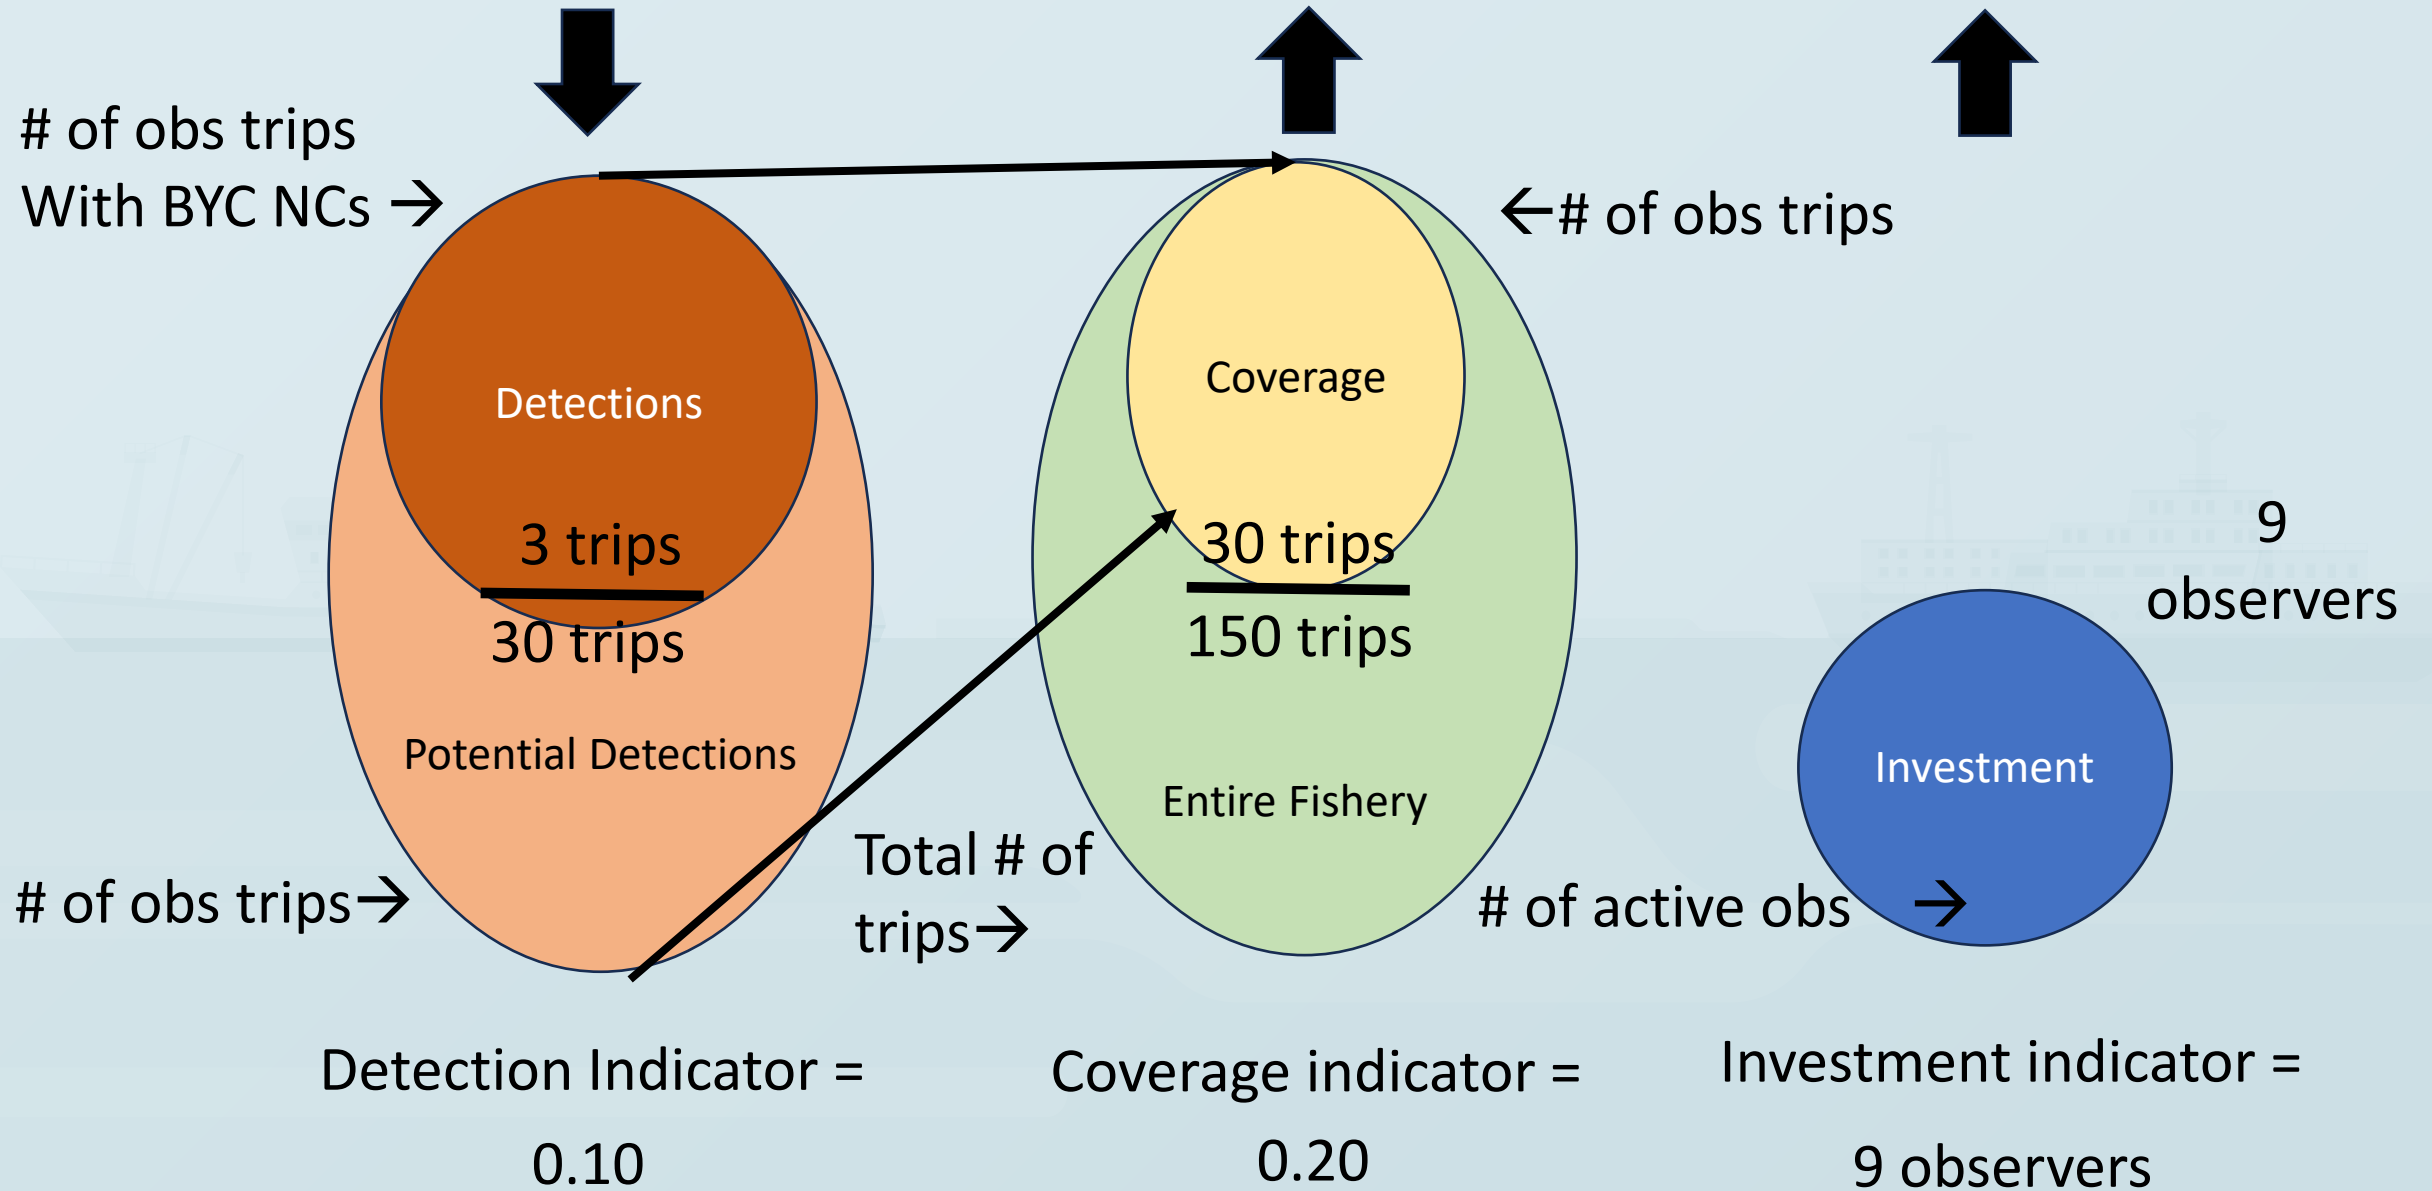 # of obs trips
With BYC NCs →
Detections
3 trips
30 trips
Potential Detections
# of obs trips→
←# of obs trips
Coverage
30 trips
150 trips
Entire Fishery
Total # of
trips→
9
observers
Investment
# of active obs →
Detection Indicator =
0.10
Coverage indicator =
0.20
Investment indicator =
9 observers